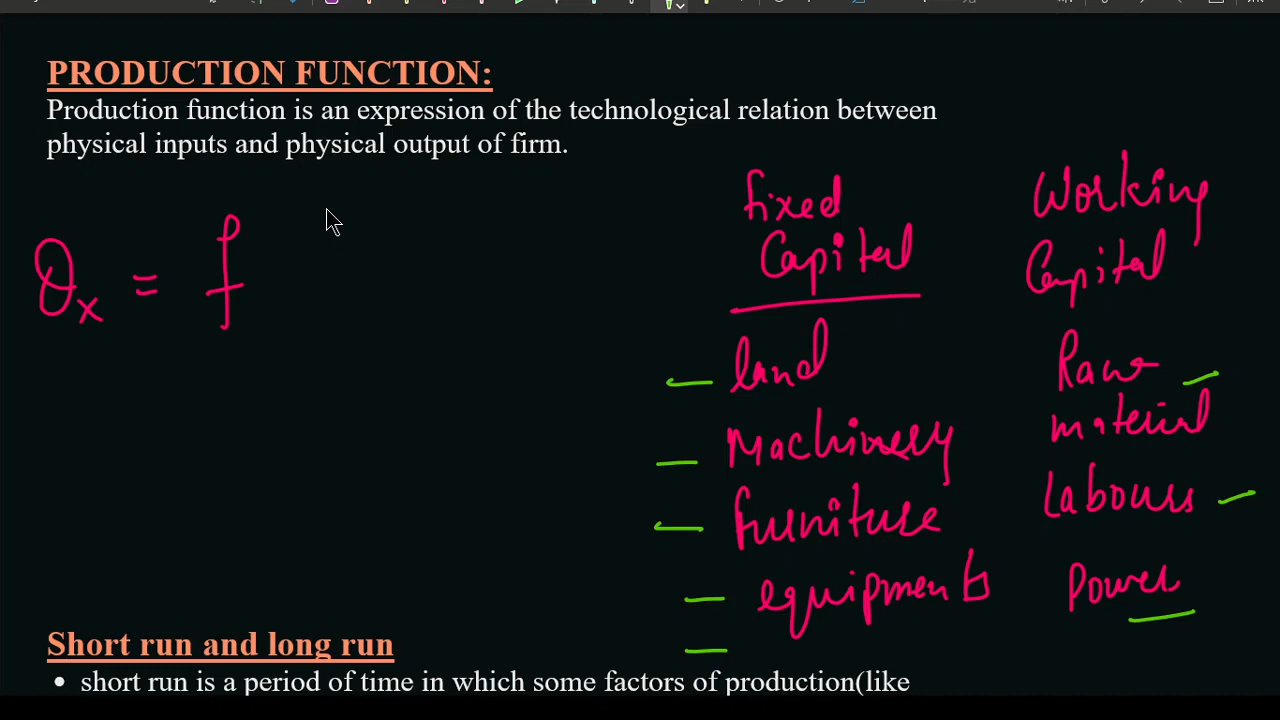 PRODUCTION FUNCTION:
Production function is an expression of the technological relation between
physical inputs and physical output of firm.
Qx = f
fixed
Capital
land
Machinery
furniture
equipments
Working
Capital
Raw
material
Labours
Power
Short run and long run
• short run is a period of time in which some factors of production(like